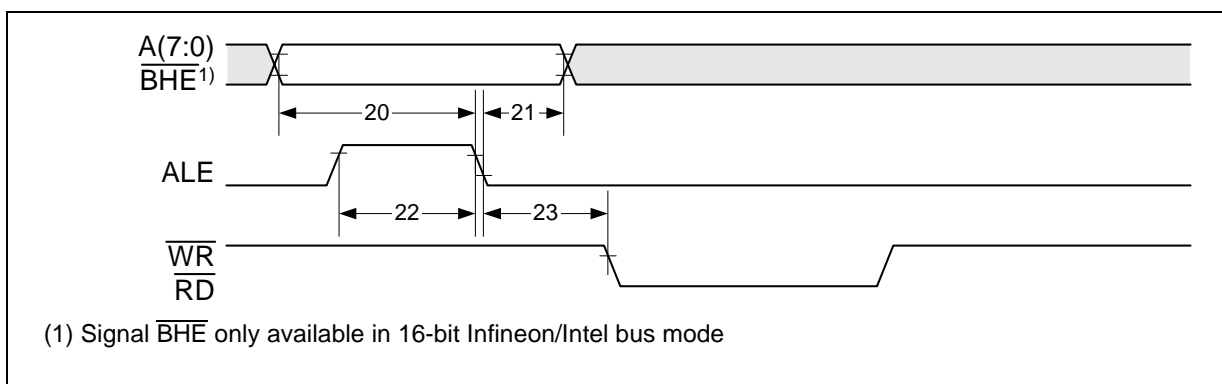 A(7:0)
BHE1)
20
21
ALE
22
23
WR
RD
(1) Signal BHE only available in 16-bit Infineon/Intel bus mode